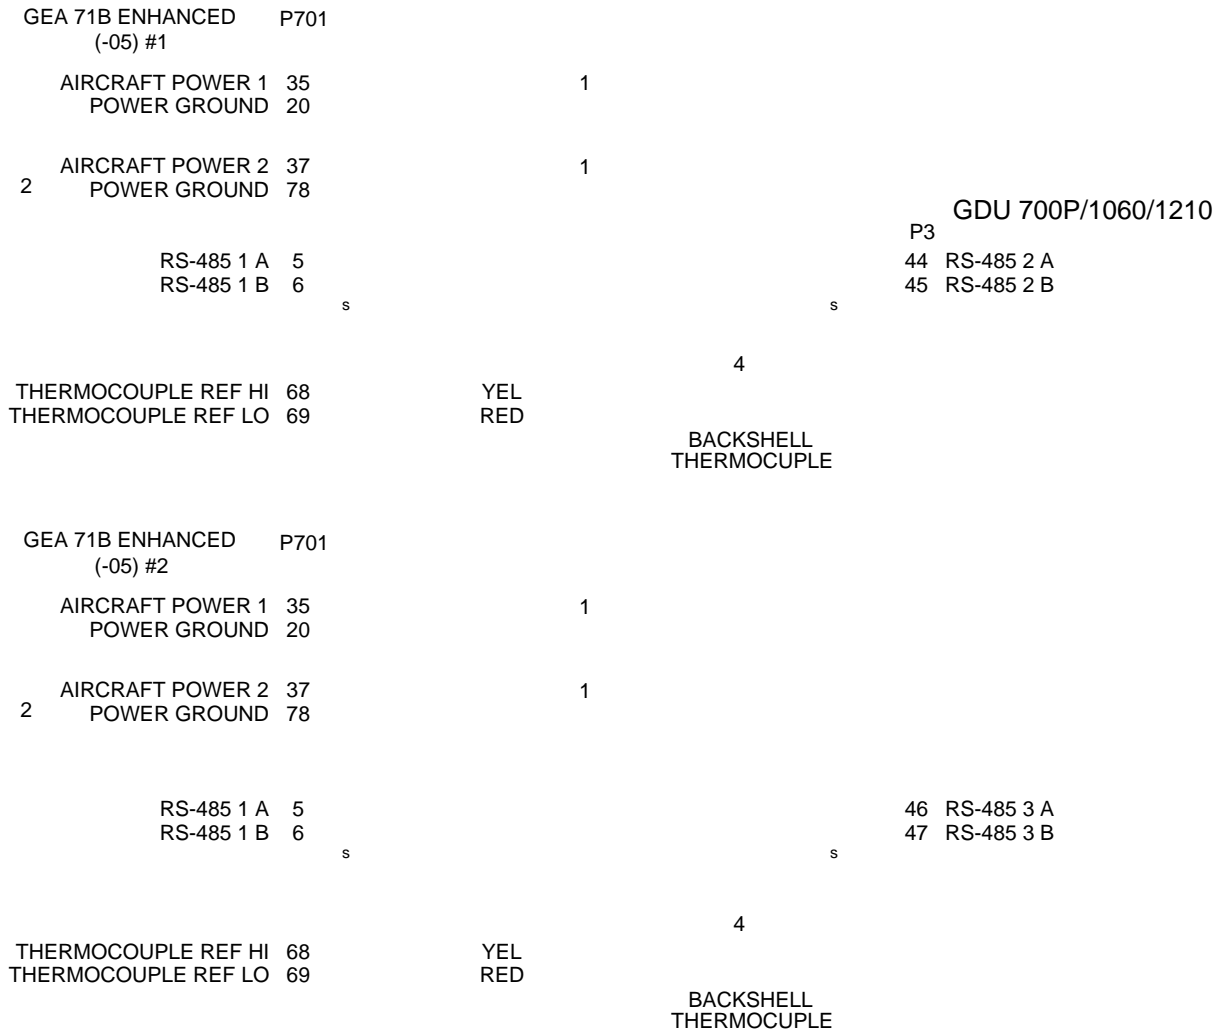 GEA 71B ENHANCED P701
(-05) #1
AIRCRAFT POWER 1 35 1
POWER GROUND 20
AIRCRAFT POWER 2 37 1
2 POWER GROUND 78
GDU 700P/1060/1210
P3
RS-485 1 A 5 44 RS-485 2 A
RS-485 1 B 6 45 RS-485 2 B
s s
4
THERMOCOUPLE REF HI 68 YEL
THERMOCOUPLE REF LO 69 RED
BACKSHELL
THERMOCUPLE
GEA 71B ENHANCED P701
(-05) #2
AIRCRAFT POWER 1 35 1
POWER GROUND 20
AIRCRAFT POWER 2 37 1
2 POWER GROUND 78
RS-485 1 A 5 46 RS-485 3 A
RS-485 1 B 6 47 RS-485 3 B
s s
4
THERMOCOUPLE REF HI 68 YEL
THERMOCOUPLE REF LO 69 RED
BACKSHELL
THERMOCUPLE